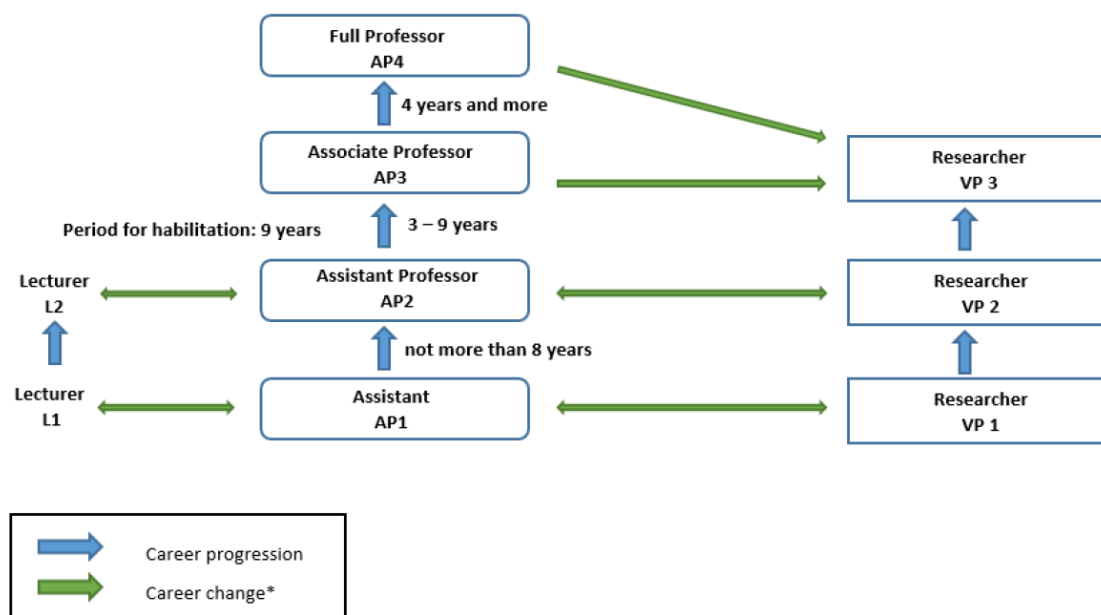 Full Professor
AP4
4 years and more
Associate Professor
AP3
Researcher
VP 3
Period for habilitation: 9 years
3 – 9 years
Lecturer
L2
Assistant Professor
AP2
Researcher
VP 2
not more than 8 years
Lecturer
L1
Assistant
AP1
Researcher
VP 1
Career progression
Career change*